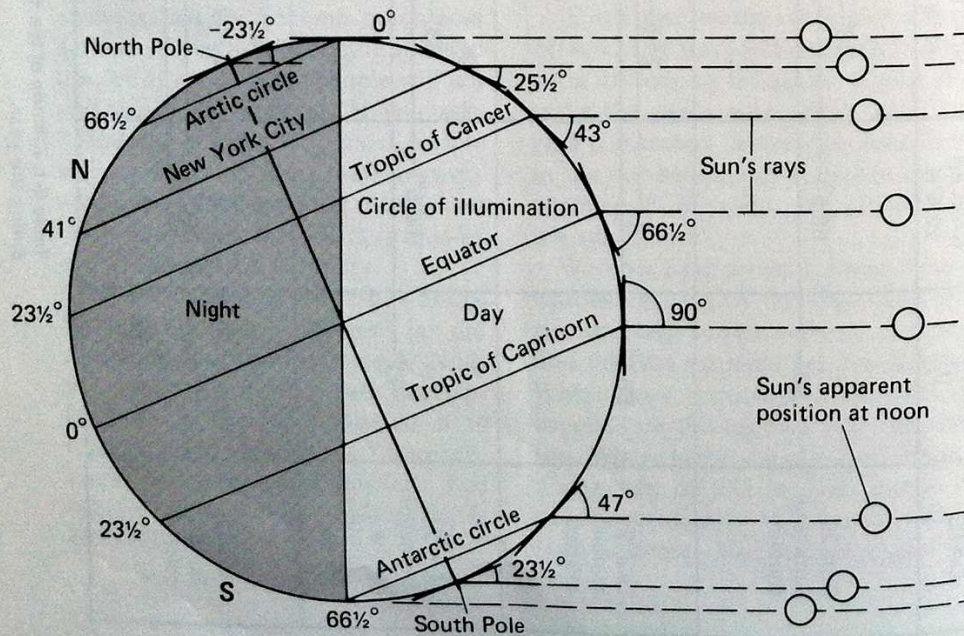 -23½°
0°
North Pole
25½°
Arctic circle
66½°
New York City
Tropic of Cancer
43°
N
Sun's rays
Circle of illumination
41°
66½°
Equator
23½°
Night
Day
90°
Tropic of Capricorn
Sun's apparent
position at noon
0°
47°
23½°
Antarctic circle
23½°
S
66½°
South Pole